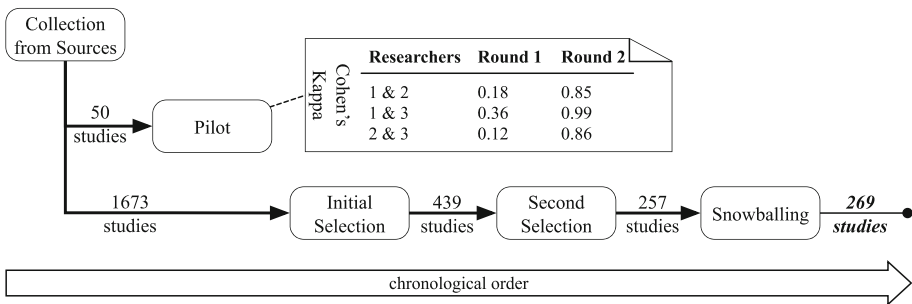 Collection
from Sources
50
studies
Pilot
Cohen's
Kappa
Researchers Round 1 Round 2
1 & 2 0.18 0.85
1 & 3 0.36 0.99
2 & 3 0.12 0.86
1673
studies
Initial
Selection
439
studies
Second
Selection
257
studies
Snowballing
269
studies
chronological order